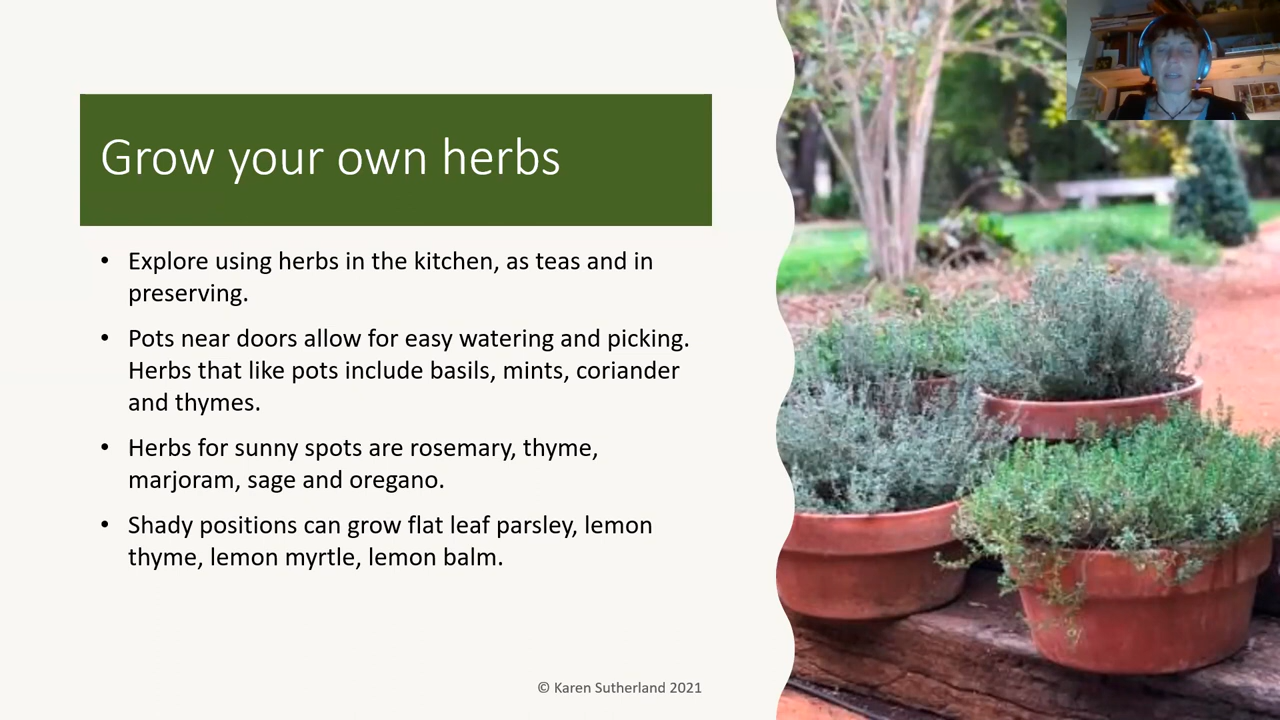 Grow your own herbs
• Explore using herbs in the kitchen, as teas and in
preserving.
• Pots near doors allow for easy watering and picking.
Herbs that like pots include basils, mints, coriander
and thymes.
• Herbs for sunny spots are rosemary, thyme,
marjoram, sage and oregano.
• Shady positions can grow flat leaf parsley, lemon
thyme, lemon myrtle, lemon balm.
© Karen Sutherland 2021